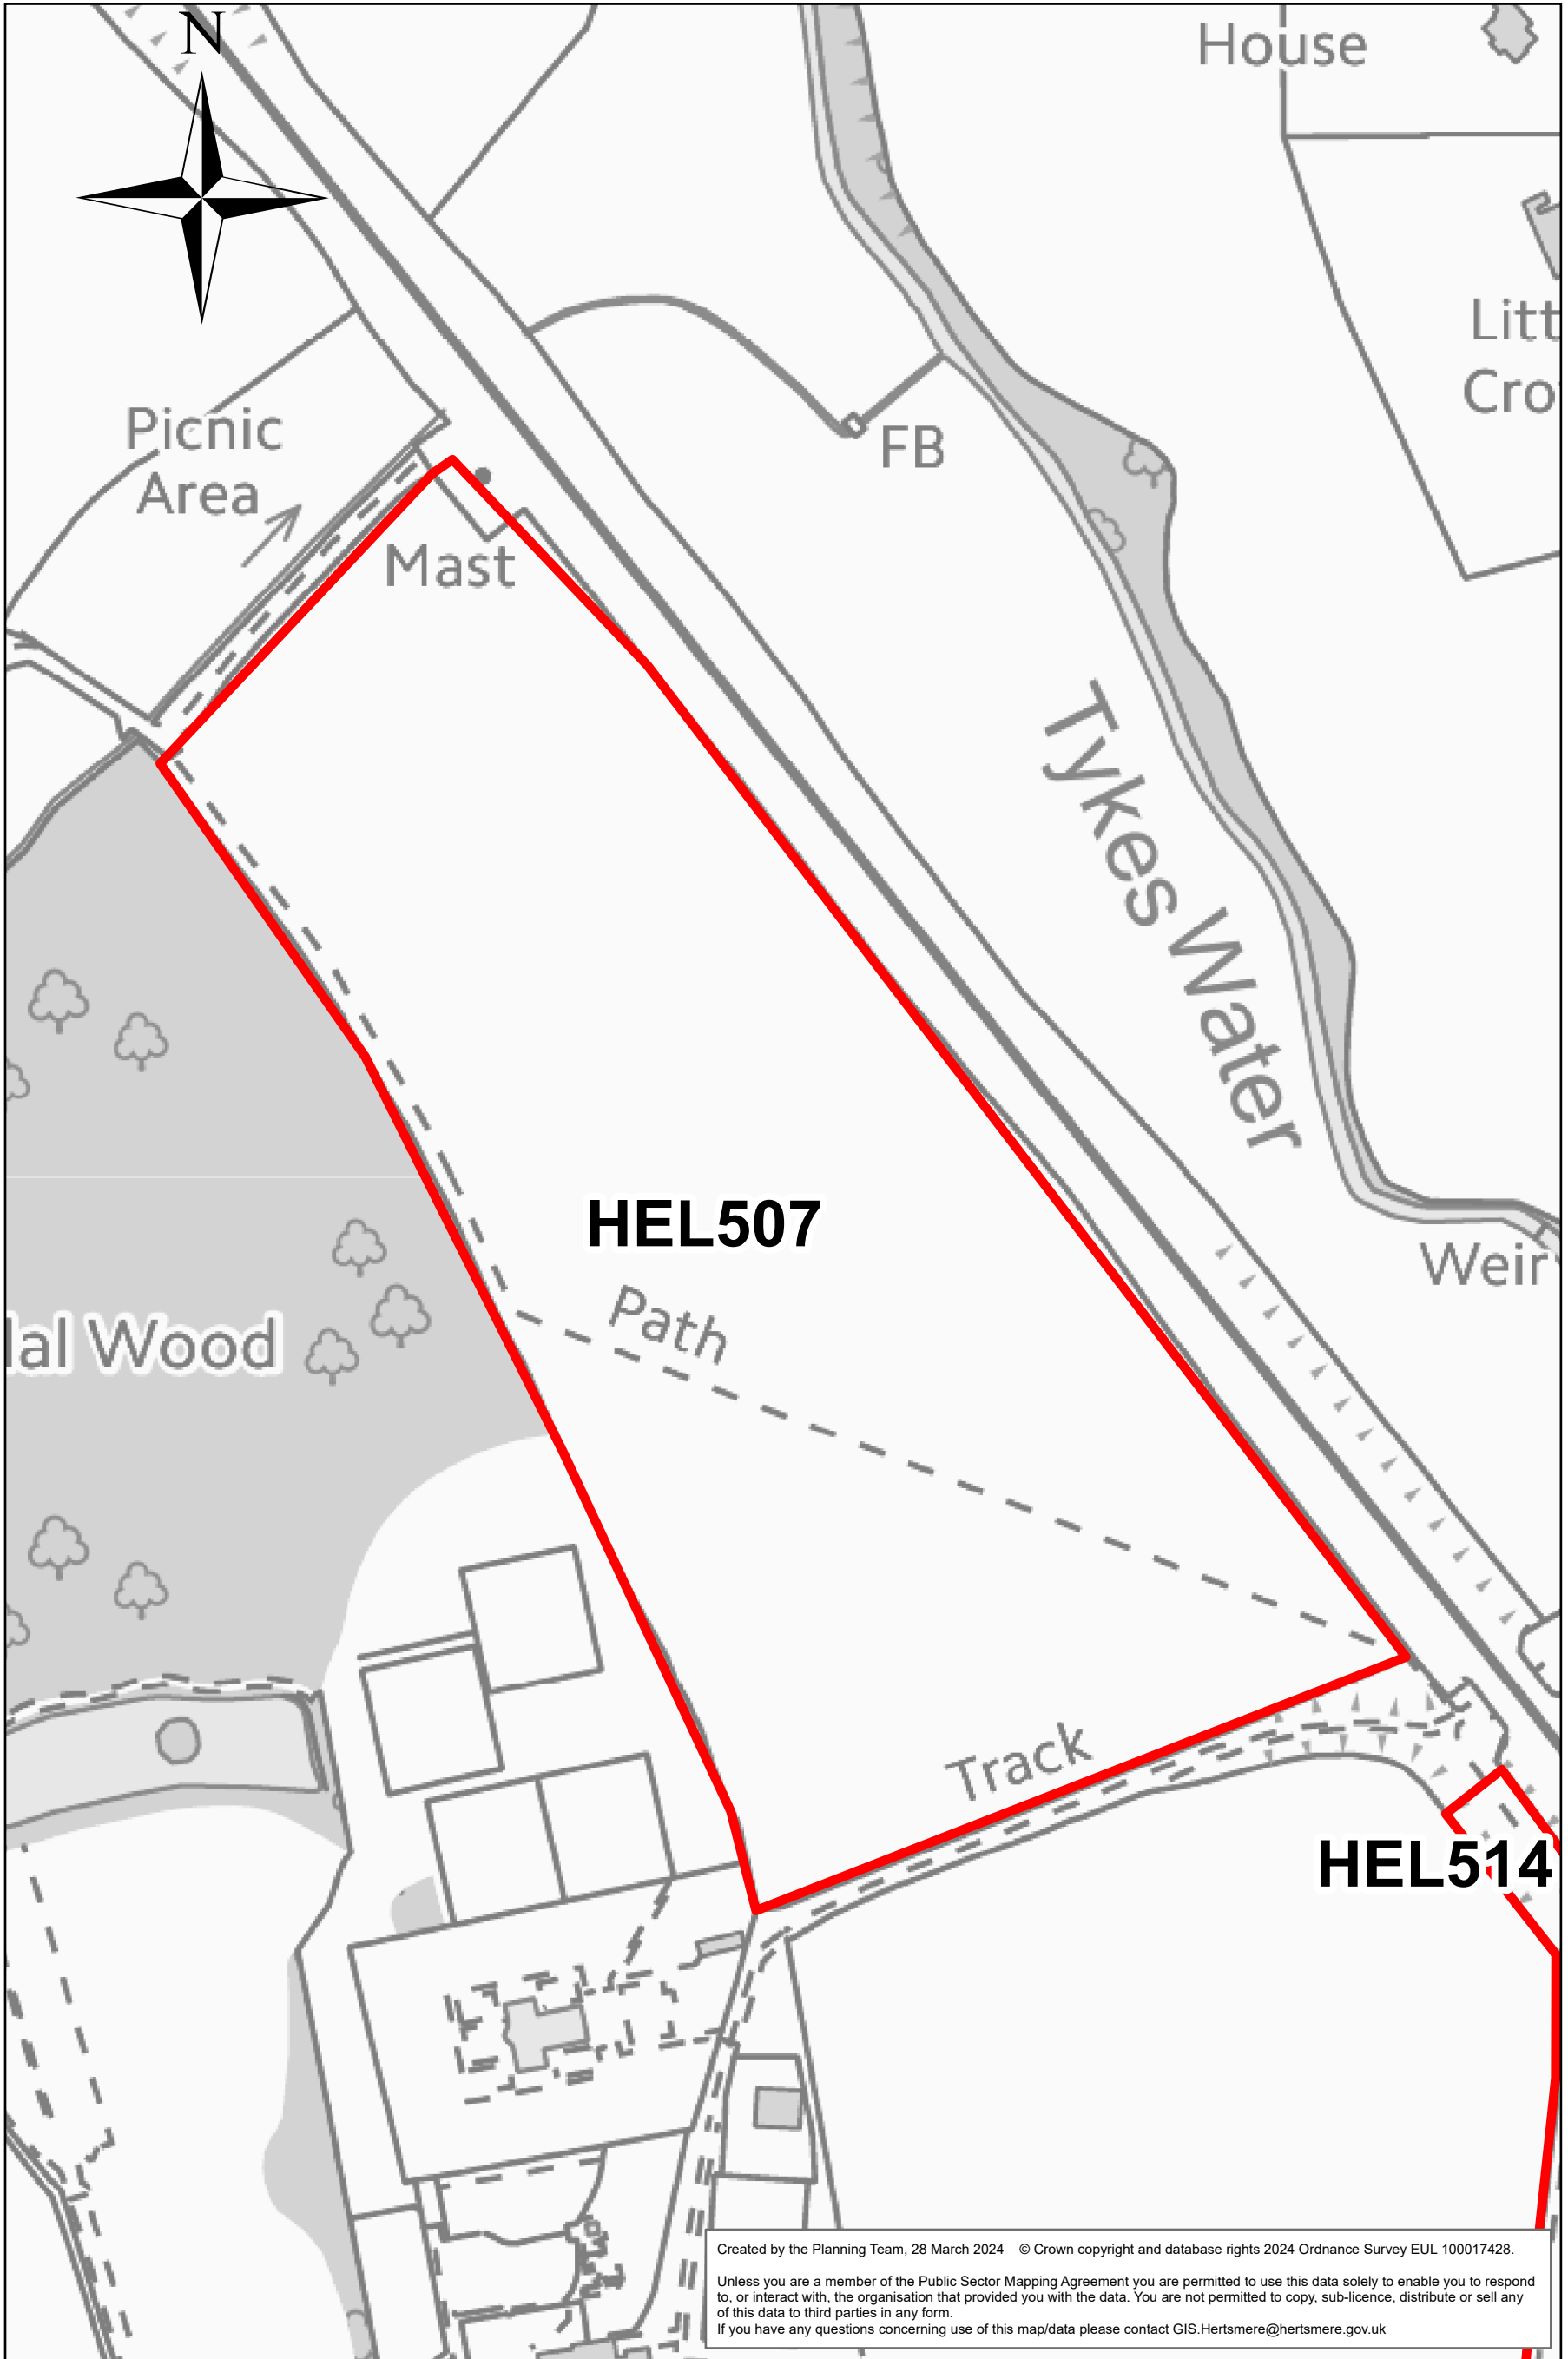 N
House
Litt
Cro
Picnic
Area
FB
Mast
Tykes Water
HEL507
Weir
Path
lal Wood
Track
HEL514
Created by the Planning Team, 28 March 2024 © Crown copyright and database rights 2024 Ordnance Survey EUL 100017428.
Unless you are a member of the Public Sector Mapping Agreement you are permitted to use this data solely to enable you to respond
to, or interact with, the organisation that provided you with the data. You are not permitted to copy, sub-licence, distribute or sell any
of this data to third parties in any form.
If you have any questions concerning use of this map/data please contact GIS.Hertsmere@hertsmere.gov.uk